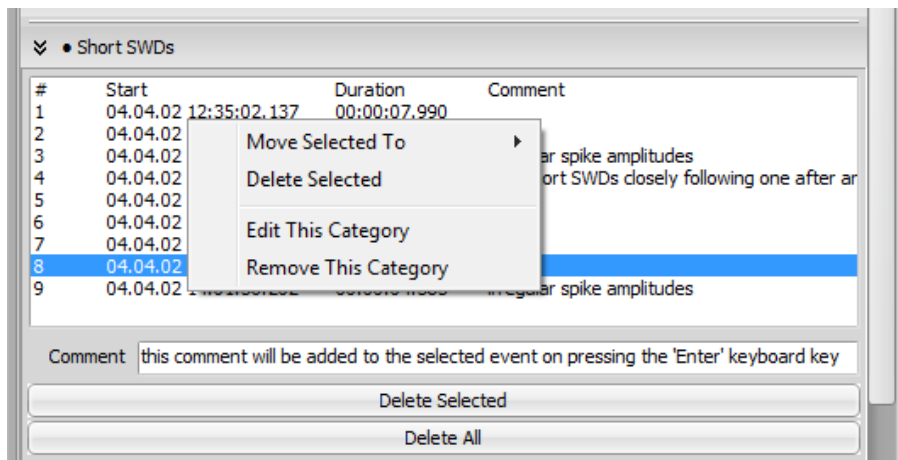 • Short SWDs
# Start Duration Comment
1 04.04.02 12:35:02.137 00:00:07.990
2 04.04.02
Move Selected To
3 04.04.02 ar spike amplitudes
4 04.04.02 ort SWDs closely following one after
Delete Selected
5 04.04.02
6 04.04.02
Edit This Category
7 04.04.02
8 04.04.02
Remove This Category
9 04.04.02 spike amplitudes
Comment this comment will be added to the selected event on pressing the 'Enter' keyboard key
Delete Selected
Delete All